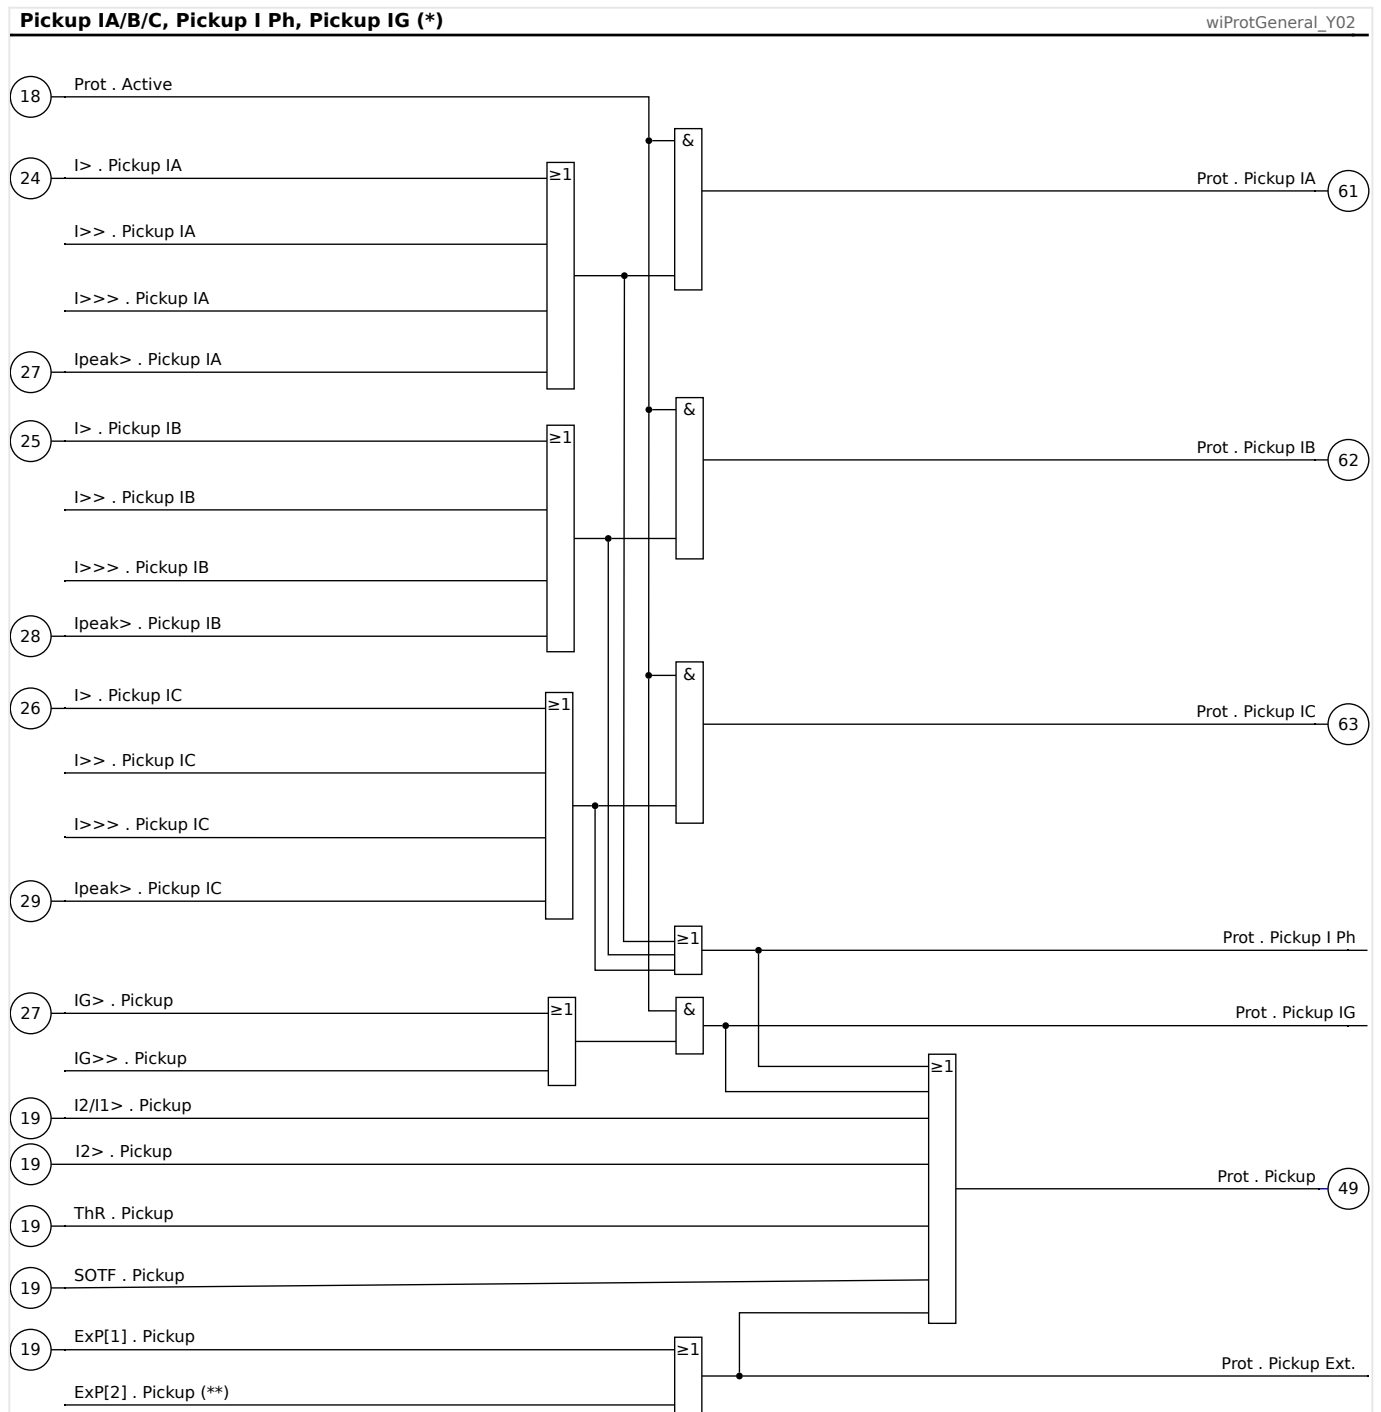 Pickup IA/B/C, Pickup I Ph, Pickup IG (*)
wiProtGeneral_Y02
18 Prot . Active
&
24 I> . Pickup IA
≥1
Prot . Pickup IA 61
I>> . Pickup IA
I>>> . Pickup IA
27 Ipeak> . Pickup IA
&
25 I> . Pickup IB
≥1
Prot . Pickup IB 62
I>> . Pickup IB
I>>> . Pickup IB
28 Ipeak> . Pickup IB
&
26 I> . Pickup IC
≥1
Prot . Pickup IC 63
I>> . Pickup IC
I>>> . Pickup IC
29 Ipeak> . Pickup IC
≥1
Prot . Pickup I Ph
27 IG> . Pickup
≥1
&
Prot . Pickup IG
IG>> . Pickup
≥1
19 I2/I1> . Pickup
19 I2> . Pickup
Prot . Pickup 49
19 ThR . Pickup
19 SOTF . Pickup
19 ExP[1] . Pickup
≥1
Prot . Pickup Ext.
ExP[2] . Pickup (**)